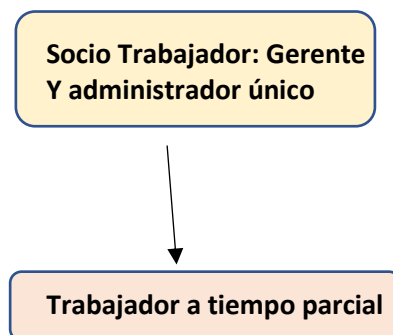 Socio Trabajador: Gerente
Y administrador único
Trabajador a tiempo parcial